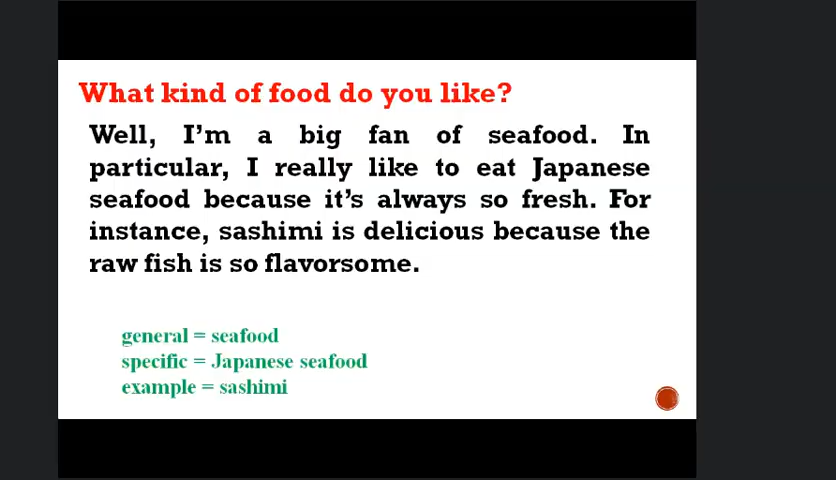 What kind of food do you like?
Well, I'm a big fan of seafood. In
particular, I really like to eat Japanese
seafood because it's always so fresh. For
instance, sashimi is delicious because the
raw fish is so flavorsome.
general = seafood
specific = Japanese seafood
example = sashimi